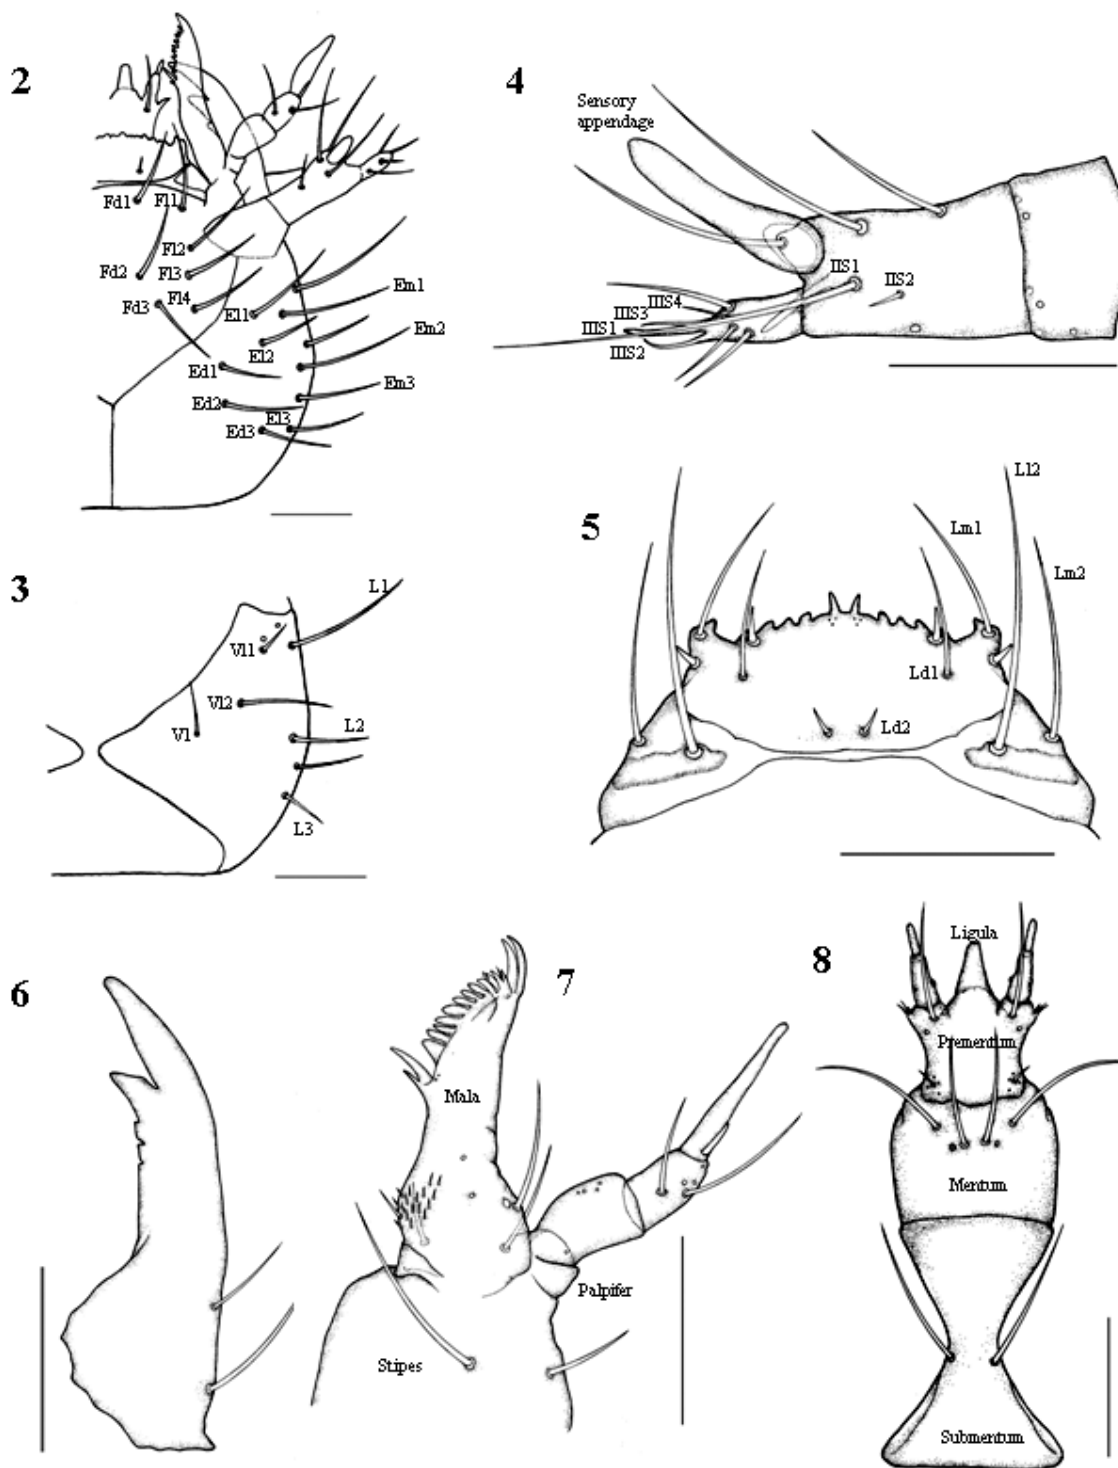 2
Fd1
Fl1
Fl2
Fd2
Fl3
Fl4
Fd3
El1
Em1
El2
Em2
Ed1
Em3
Ed2
El3
Ed3
4
Sensory
appendage
IIS1
IIS2
IIIS4
IIIS3
IIIS1
IIIS2
3
L1
Vl1
Vl2
V1
L2
L3
5
Ll2
Lm1
Lm2
Ld1
Ld2
6
7
Mala
Palpifer
Stipes
8
Ligula
Prementum
Mentum
Submentum